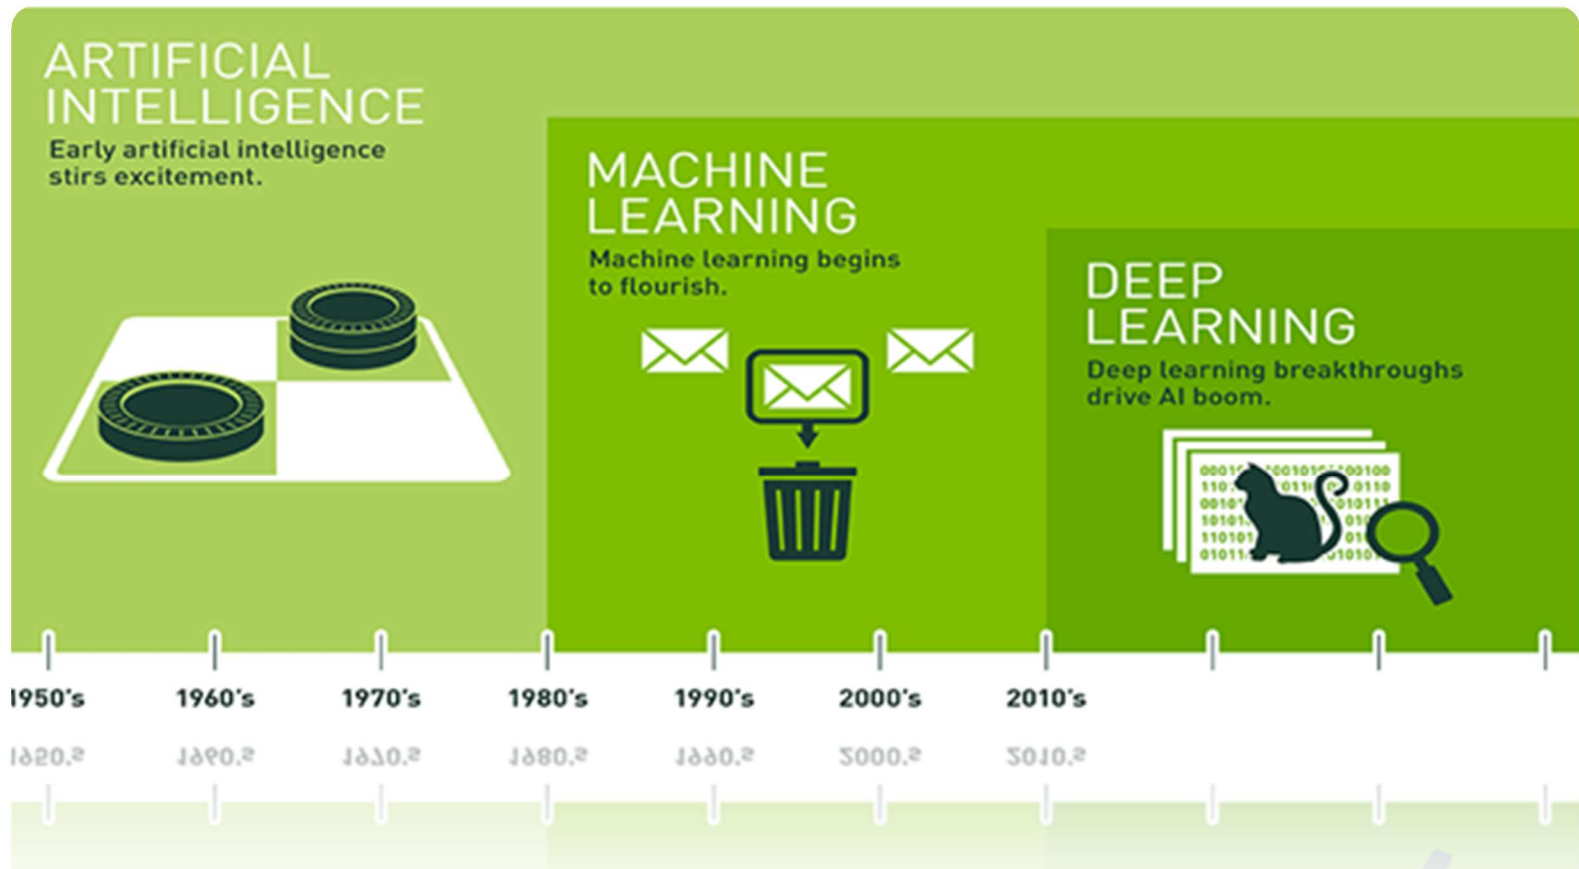 ARTIFICIAL
INTELLIGENCE
Early artificial intelligence
stirs excitement.
MACHINE
LEARNING
Machine learning begins
to flourish.
DEEP
LEARNING
Deep learning breakthroughs
drive AI boom.
1950's 1960's 1970's 1980's 1990's 2000's 2010's